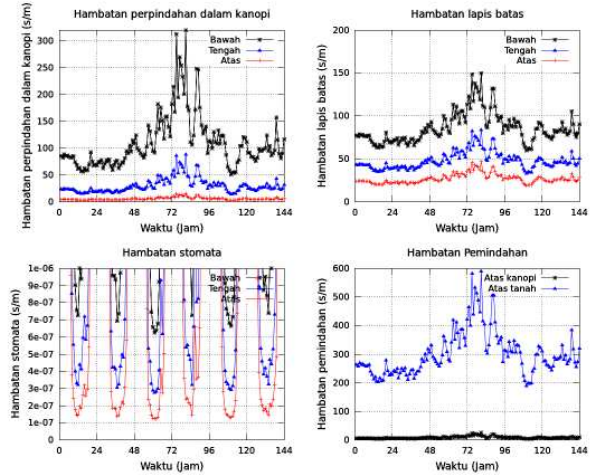 Hambatan perpindahan dalam kanopi
Hambatan perpindahan dalam kanopi (s/m)
300
250
200
150
100
50
0
Bawah
Tengah
Atas
0 24 48 72 96 120 144
Waktu (Jam)
Hambatan lapis batas
Hambatan lapis batas (s/m)
200
150
100
50
0
Bawah
Tengah
Atas
0 24 48 72 96 120 144
Waktu (Jam)
Hambatan stomata
Hambatan stomata (s/m)
1e-06
9e-07
8e-07
7e-07
6e-07
5e-07
4e-07
3e-07
2e-07
1e-07
0
Bawah
Tengah
Atas
0 24 48 72 96 120 144
Waktu (Jam)
Hambatan Pemindahan
Hambatan pemindahan (s/m)
600
500
400
300
200
100
0
Atas kanopi
Atas tanah
0 24 48 72 96 120 144
Waktu (Jam)